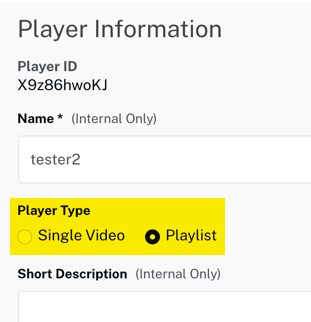 Player Information
Player ID
X9z86hwoKJ
Name * (Internal Only)
tester2
Player Type
Single Video Playlist
Short Description (Internal Only)